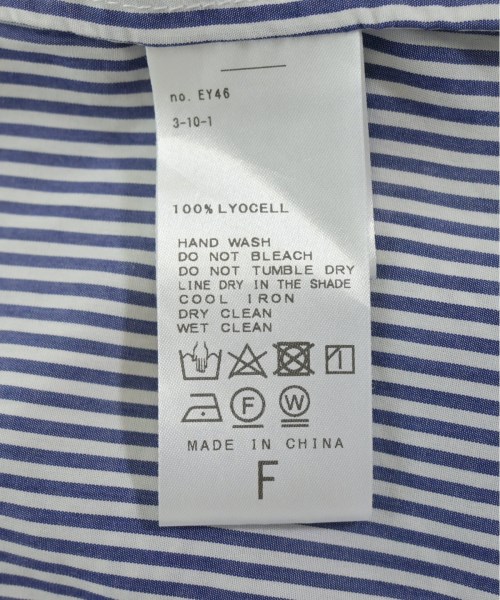 no. EY46
3-10-1
100% LYOCELL
HAND WASH
DO NOT BLEACH
DO NOT TUMBLE DRY
LINE DRY IN THE SHADE
COOL IRON
DRY CLEAN
WET CLEAN
F W
MADE IN CHINA
F